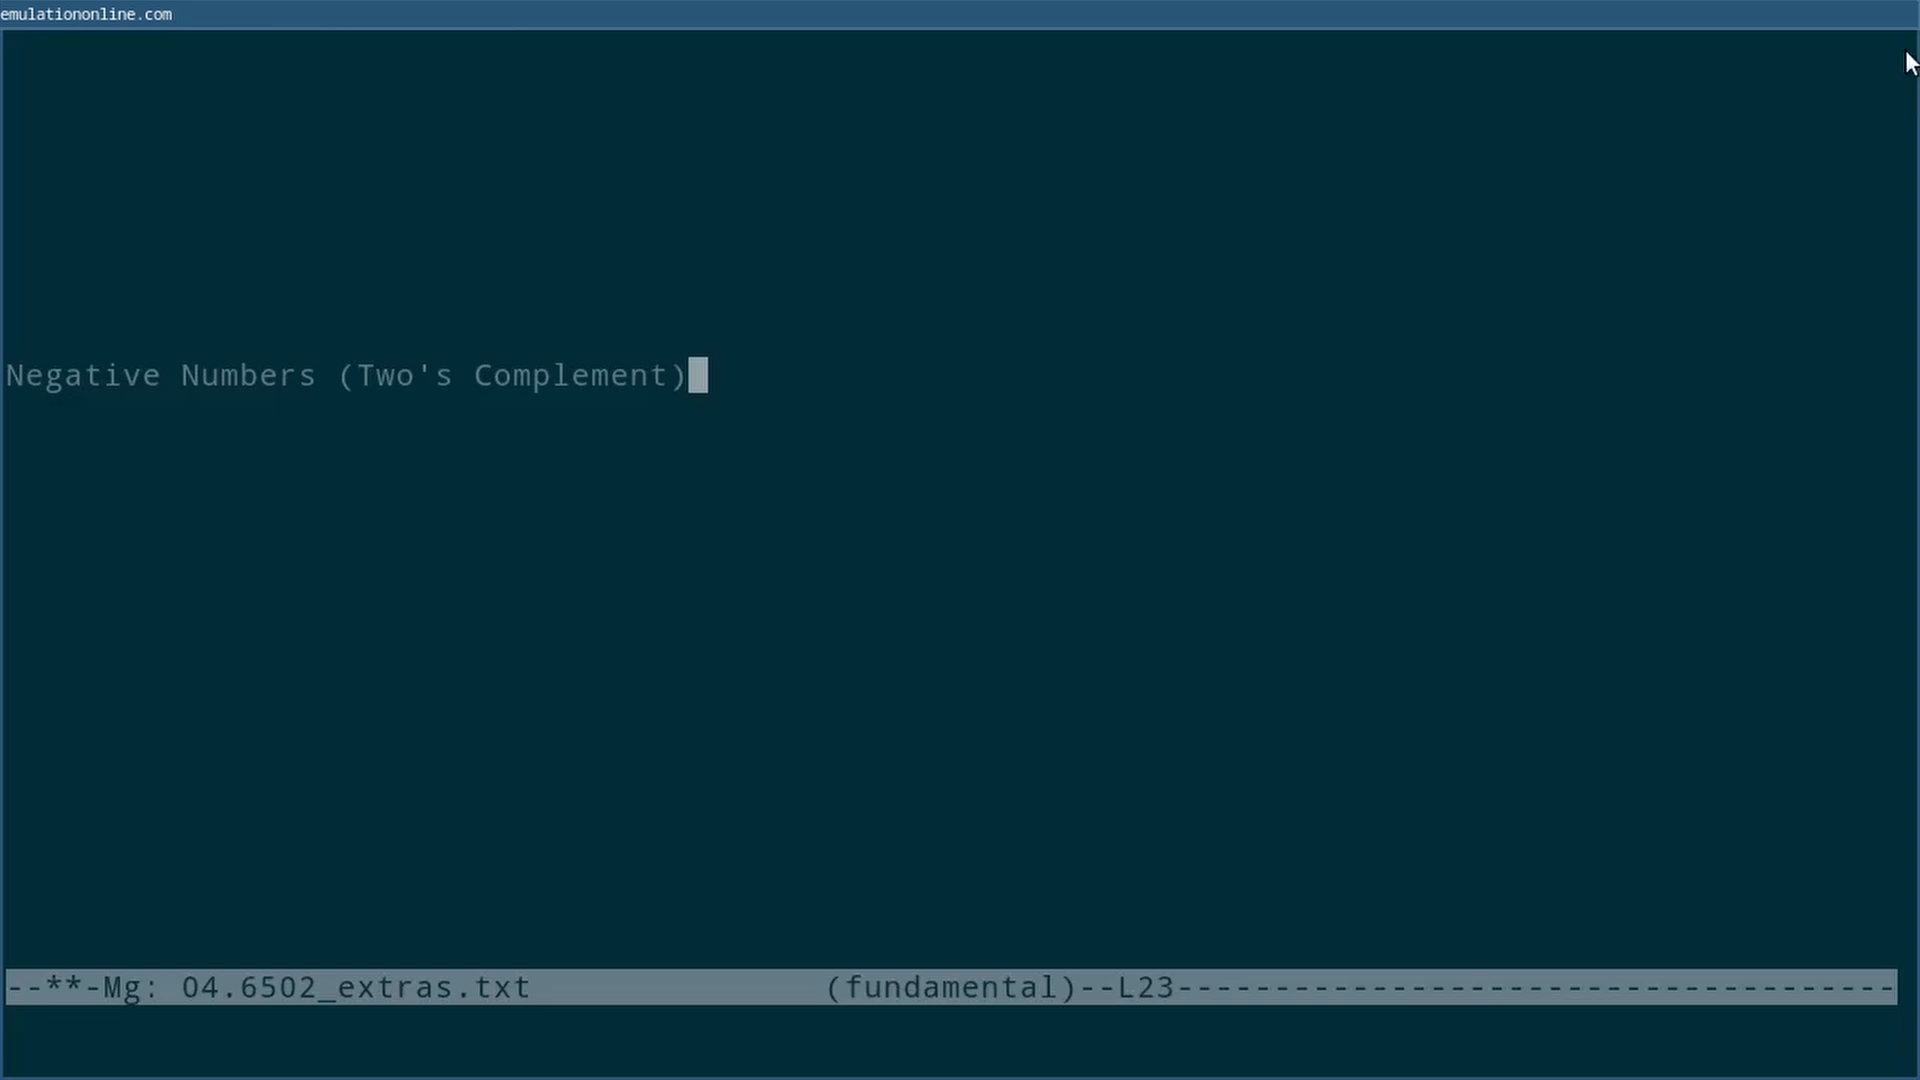 emulationonline.com
Negative Numbers (Two's Complement)
--**-Mg: 04.6502_extras.txt (fundamental)--L23-------------------------------------